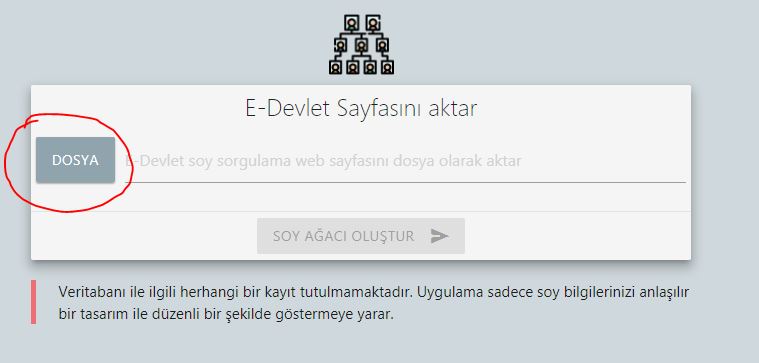 E-Devlet Sayfasını aktar
DOSYA
E-Devlet soy sorgulama web sayfasını dosya olarak aktar
SOY AĞACI OLUŞTUR
Veritabanı ile ilgili herhangi bir kayıt tutulmamaktadır. Uygulama sadece soy bilgilerinizi anlaşılır
bir tasarım ile düzenli bir şekilde göstermeye yarar.